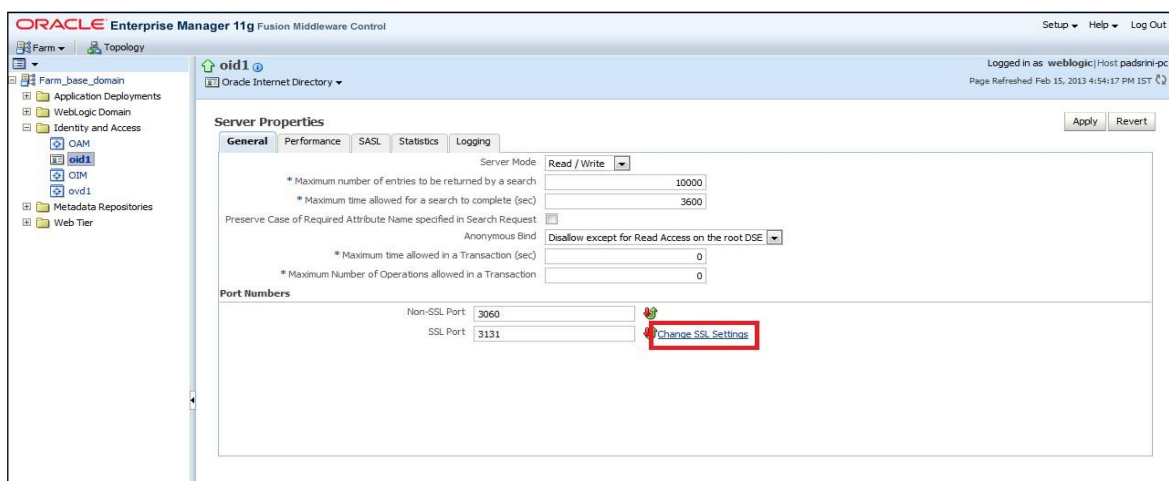 ORACLE Enterprise Manager 11g Fusion Middleware Control
Setup Help Log Out
Farm Topology
oid1
Logged in as weblogic|Host padsrini-pc
Oracle Internet Directory
Page Refreshed Feb 15, 2013 4:54:17 PM IST
Farm_base_domain
Application Deployments
WebLogic Domain
Identity and Access
OAM
oid1
OIM
ovd1
Metadata Repositories
Web Tier
Server Properties
Apply Revert
General Performance SASL Statistics Logging
Server Mode Read / Write
* Maximum number of entries to be returned by a search 10000
* Maximum time allowed for a search to complete (sec) 3600
Preserve Case of Required Attribute Name specified in Search Request
Anonymous Bind Disallow except for Read Access on the root DSE
* Maximum time allowed in a Transaction (sec) 0
* Maximum Number of Operations allowed in a Transaction 0
Port Numbers
Non-SSL Port 3060
SSL Port 3131 Change SSL Settings